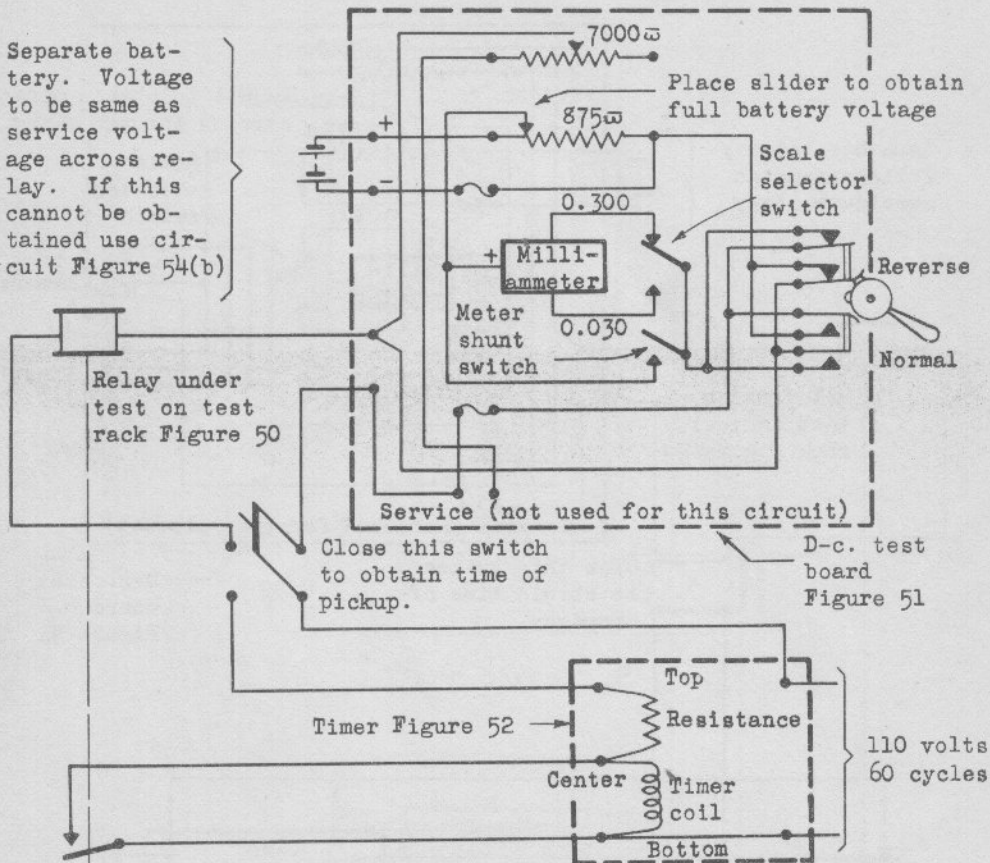 Separate bat-
tery. Voltage
to be same as
service volt-
age across re-
lay. If this
cannot be ob-
tained use cir-
cuit Figure 54(b)
7000ϖ
Place slider to obtain
full battery voltage
875ϖ
+
−
Scale
selector
switch
0.300
+
Milli-
ammeter
0.030
Meter
shunt
switch
Reverse
Normal
Relay under
test on test
rack Figure 50
Service (not used for this circuit)
Close this switch
to obtain time of
pickup.
D-c. test
board
Figure 51
Top
Timer Figure 52
Resistance
Center
Timer
coil
Bottom
110 volts
60 cycles